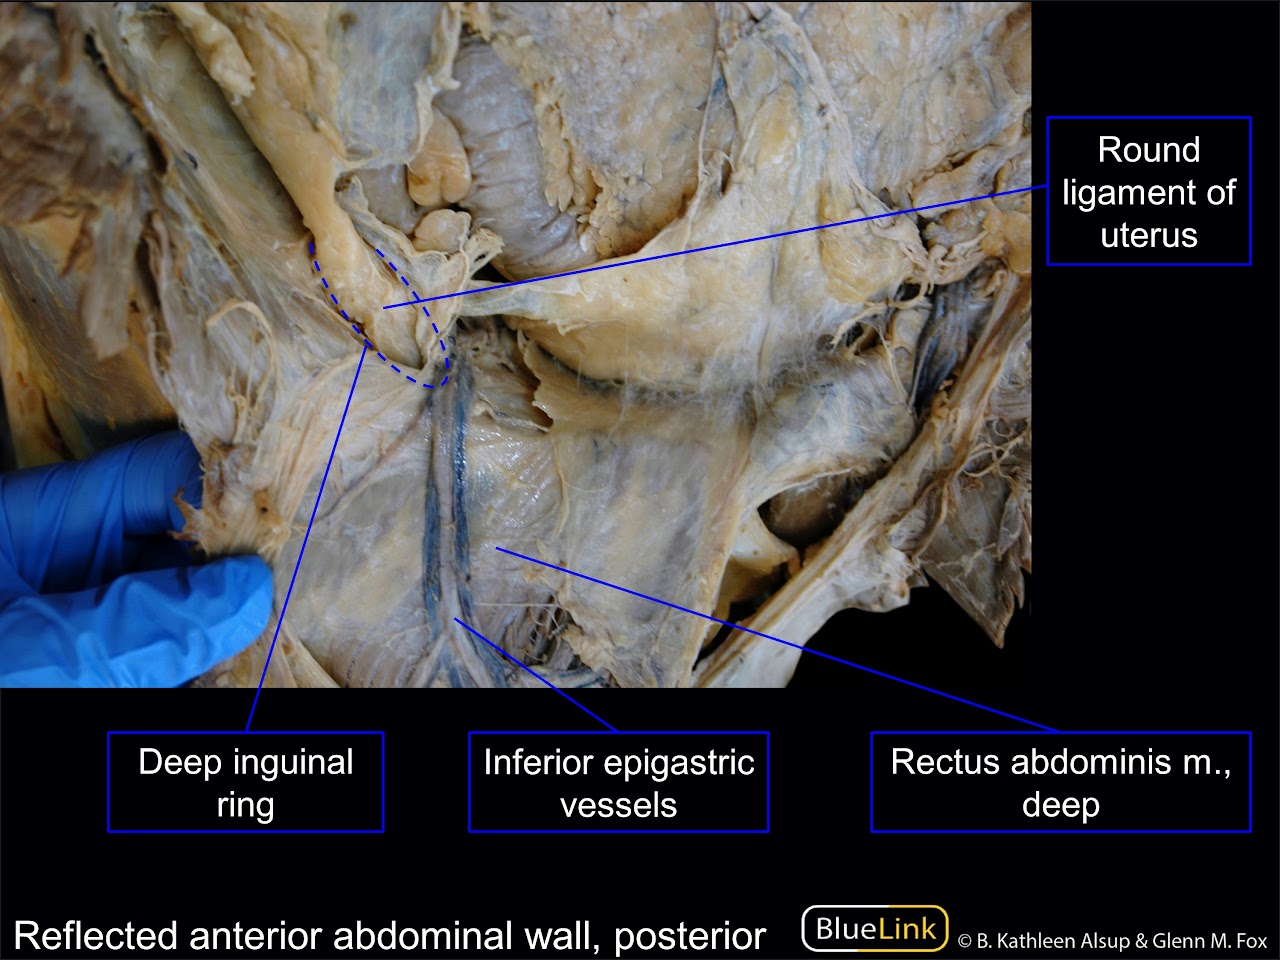 Round
ligament of
uterus
Deep inguinal
ring
Inferior epigastric
vessels
Rectus abdominis m.,
deep
Reflected anterior abdominal wall, posterior
BlueLink
© B. Kathleen Alsup & Glenn M. Fox